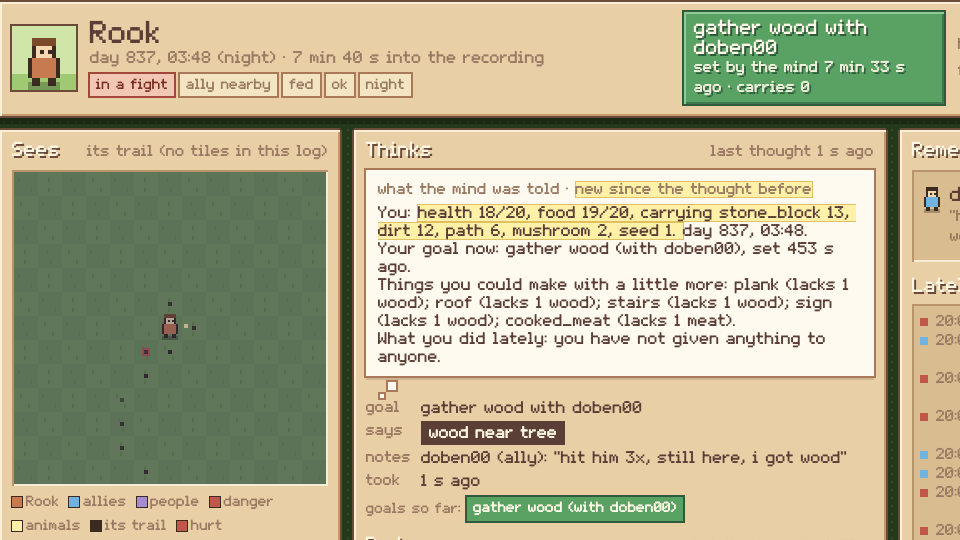 Rook
day 837, 03:48 (night) · 7 min 40 s into the recording
in a fight
ally nearby
fed
ok
night
gather wood with
doben00
set by the mind 7 min 33 s
ago · carries 0
Sees
its trail (no tiles in this log)
Rook
allies
people
danger
animals
its trail
hurt
Thinks
last thought 1 s ago
what the mind was told · new since the thought before
You: health 18/20, food 19/20, carrying stone_block 13,
dirt 12, path 6, mushroom 2, seed 1. day 837, 03:48.
Your goal now: gather wood (with doben00), set 453 s
ago.
Things you could make with a little more: plank (lacks 1
wood); roof (lacks 1 wood); stairs (lacks 1 wood); sign
(lacks 1 wood); cooked_meat (lacks 1 meat).
What you did lately: you have not given anything to
anyone.
goal gather wood with doben00
says wood near tree
notes doben00 (ally): "hit him 3x, still here, i got wood"
took 1 s ago
goals so far: gather wood (with doben00)